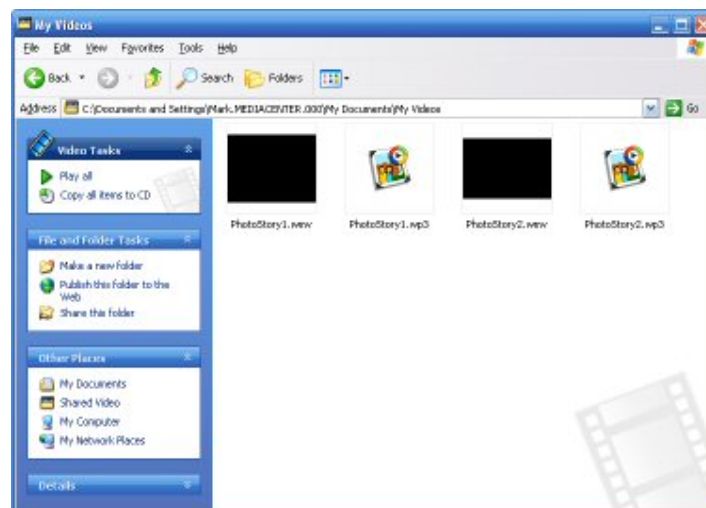 My Videos
File Edit View Favorites Tools Help
Back Search Folders
Address C:\Documents and Settings\Mark.MEDIACENTER.000\My Documents\My Videos Go
Video Tasks
Play all
Copy all items to CD
PhotoStory1.wmv PhotoStory1.wp3 PhotoStory2.wmv PhotoStory2.wp3
File and Folder Tasks
Make a new folder
Publish this folder to the
Web
Share this folder
Other Places
My Documents
Shared Video
My Computer
My Network Places
Details